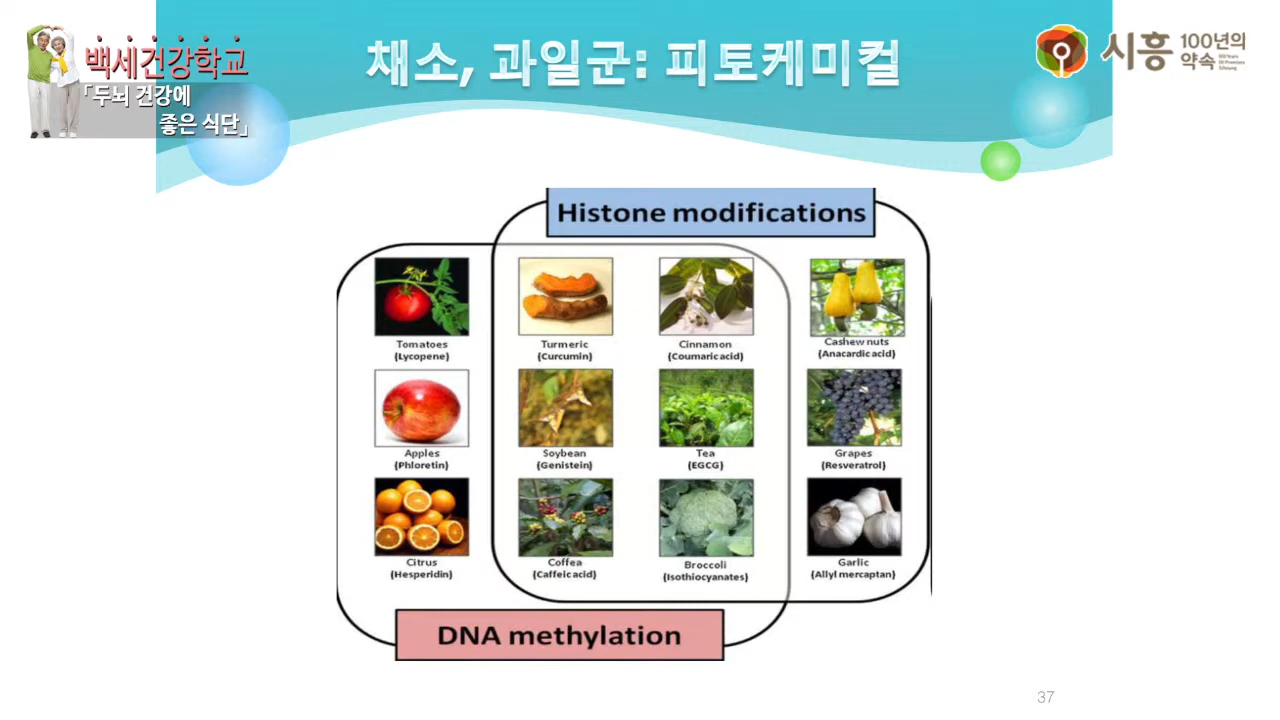 백세건강학교
「두뇌 건강에
좋은 식단」
채소, 과일군: 피토케미컬
시흥 100년의
약속
Histone modifications
Tomatoes
(Lycopene)
Turmeric
(Curcumin)
Cinnamon
(Coumaric acid)
Cashew nuts
(Anacardic acid)
Apples
(Phloretin)
Soybean
(Genistein)
Tea
(EGCG)
Grapes
(Resveratrol)
Citrus
(Hesperidin)
Coffea
(Caffeic acid)
Broccoli
(Isothiocyanates)
Garlic
(Allyl mercaptan)
DNA methylation
37